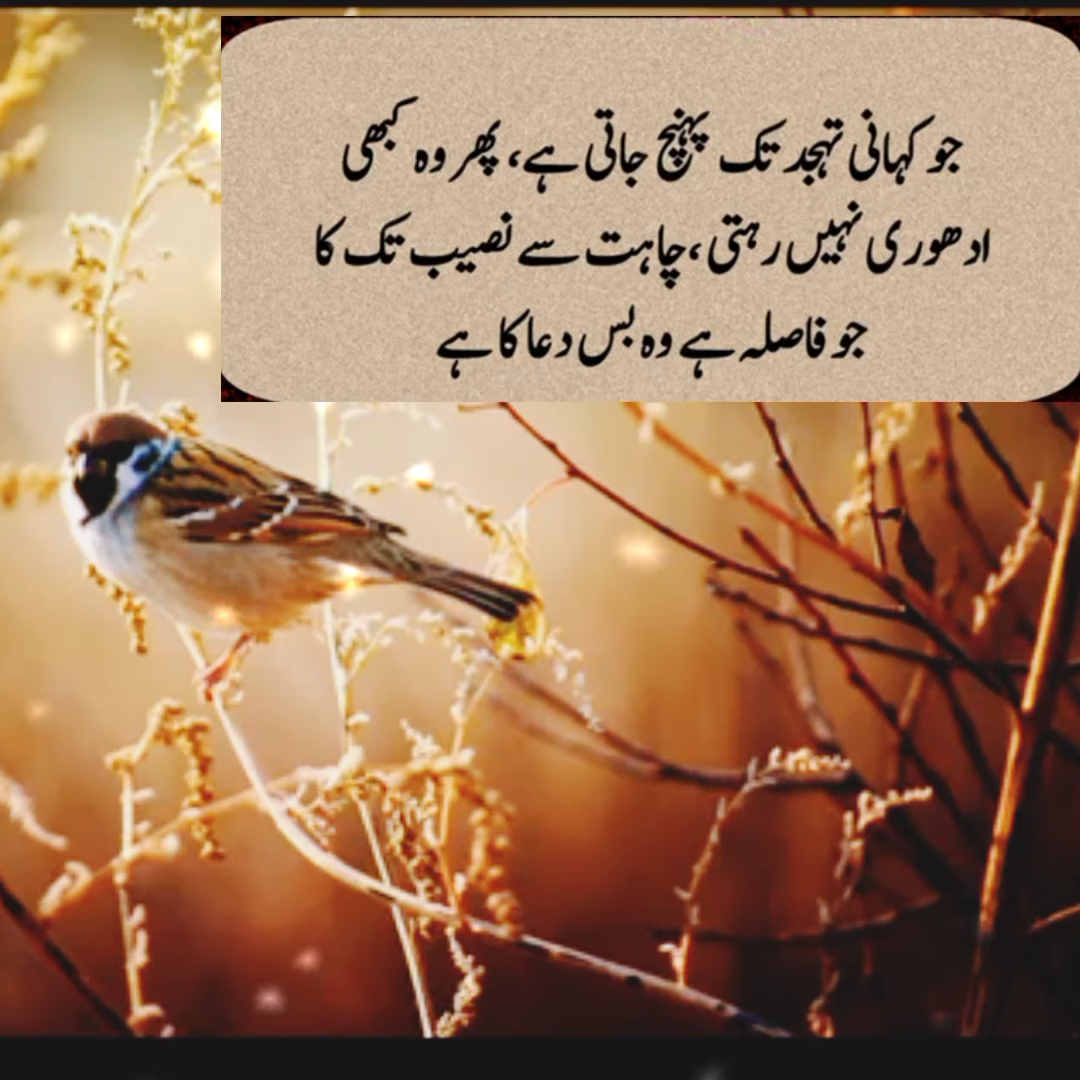 جو کہانی تہجد تک پہنچ جاتی ہے، پھر وہ کبھی
ادھوری نہیں رہتی ،چاہت سے نصیب تک کا
جو فاصلہ ہے وہ بس دعا کا ہے